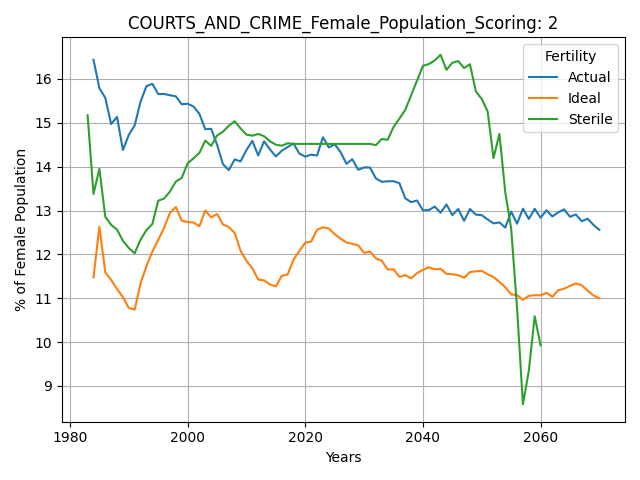 COURTS_AND_CRIME_Female_Population_Scoring: 2
Fertility
Actual
Ideal
Sterile
% of Female Population
16
15
14
13
12
11
10
9
1980
2000
2020
2040
2060
Years